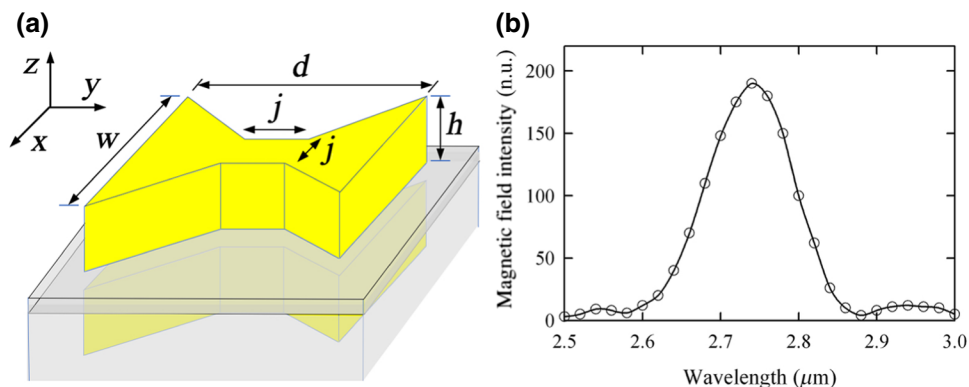 (a)
z
y
x
w
d
j
j
h
(b)
Magnetic field intensity (n.u.)
200
150
100
50
0
2.5 2.6 2.7 2.8 2.9 3.0
Wavelength (μm)